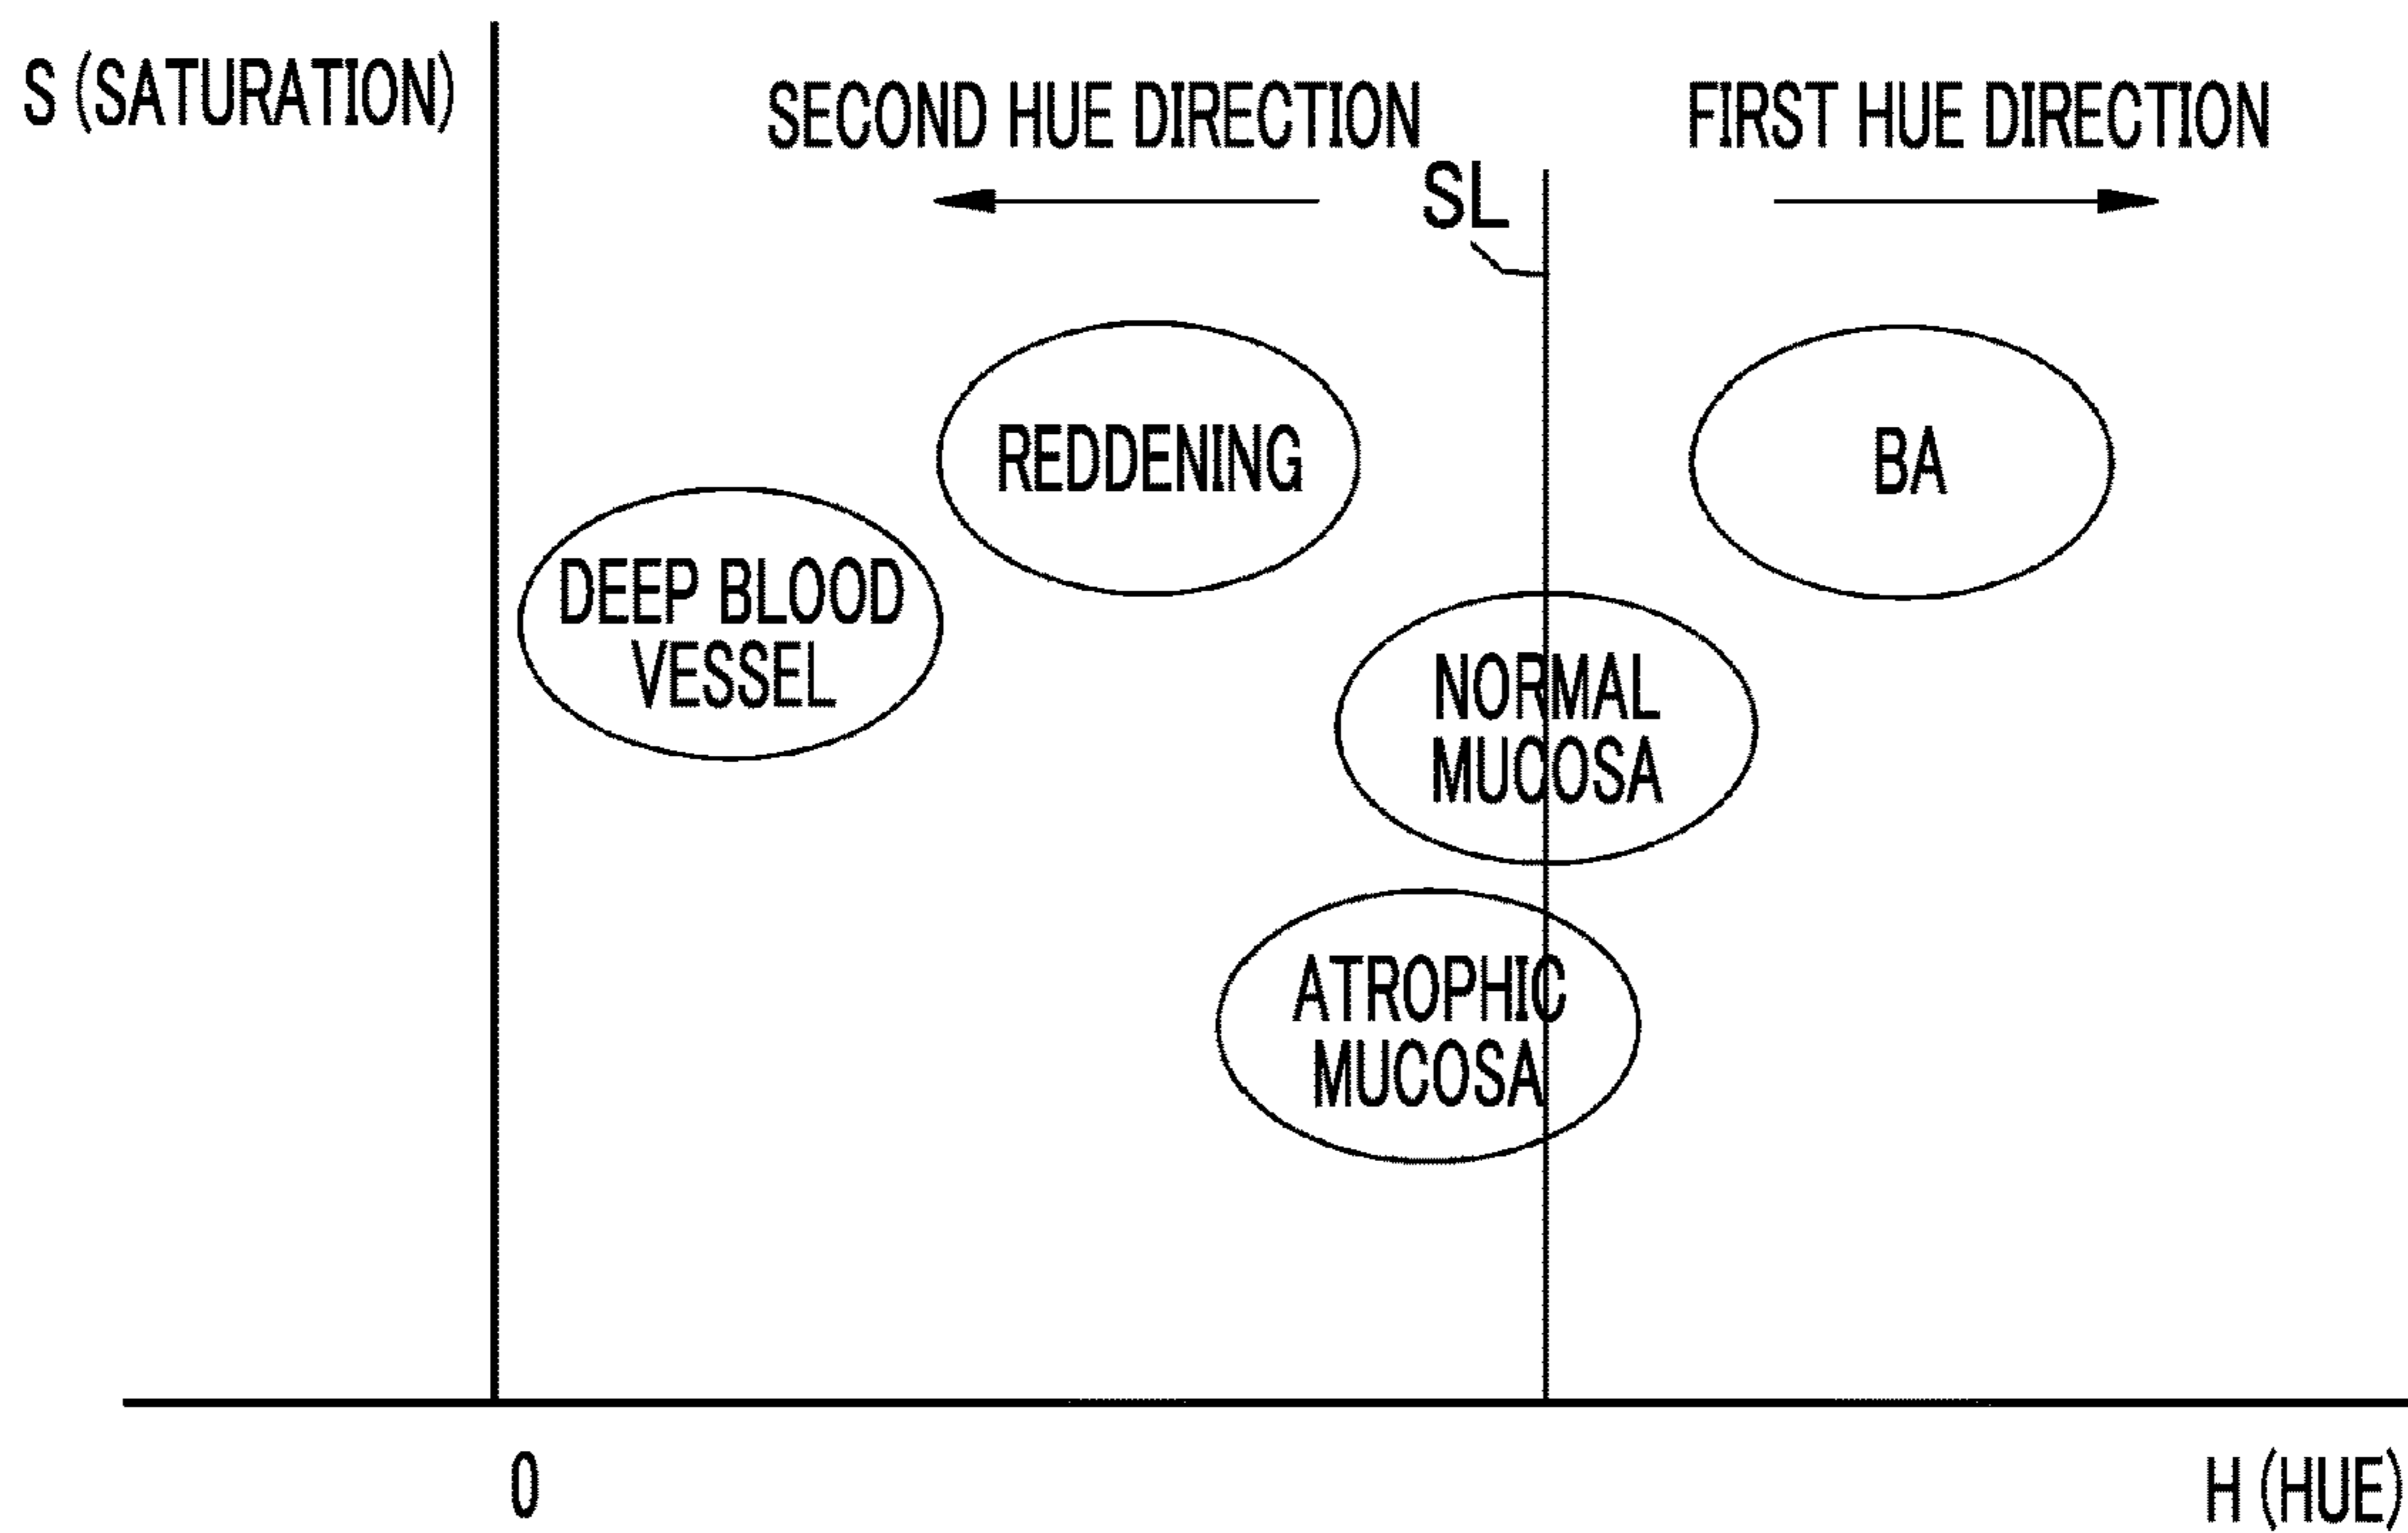 S (SATURATION)
SECOND HUE DIRECTION
FIRST HUE DIRECTION
SL
REDDENING
BA
DEEP BLOOD
VESSEL
NORMAL
MUCOSA
ATROPHIC
MUCOSA
0
H (HUE)